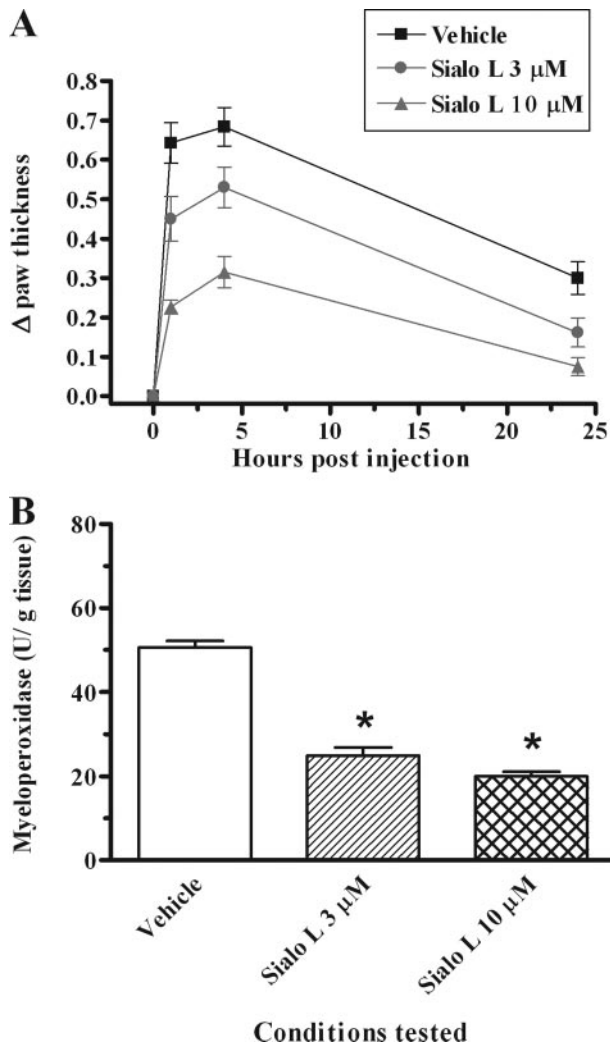 A
Vehicle
Sialo L 3 μM
Sialo L 10 μM
Δ paw thickness
0.8
0.7
0.6
0.5
0.4
0.3
0.2
0.1
0.0
0
5
10
15
20
25
Hours post injection
B
Myeloperoxidase (U/ g tissue)
80
60
40
20
0
*
*
Vehicle
Sialo L 3 μM
Sialo L 10 μM
Conditions tested